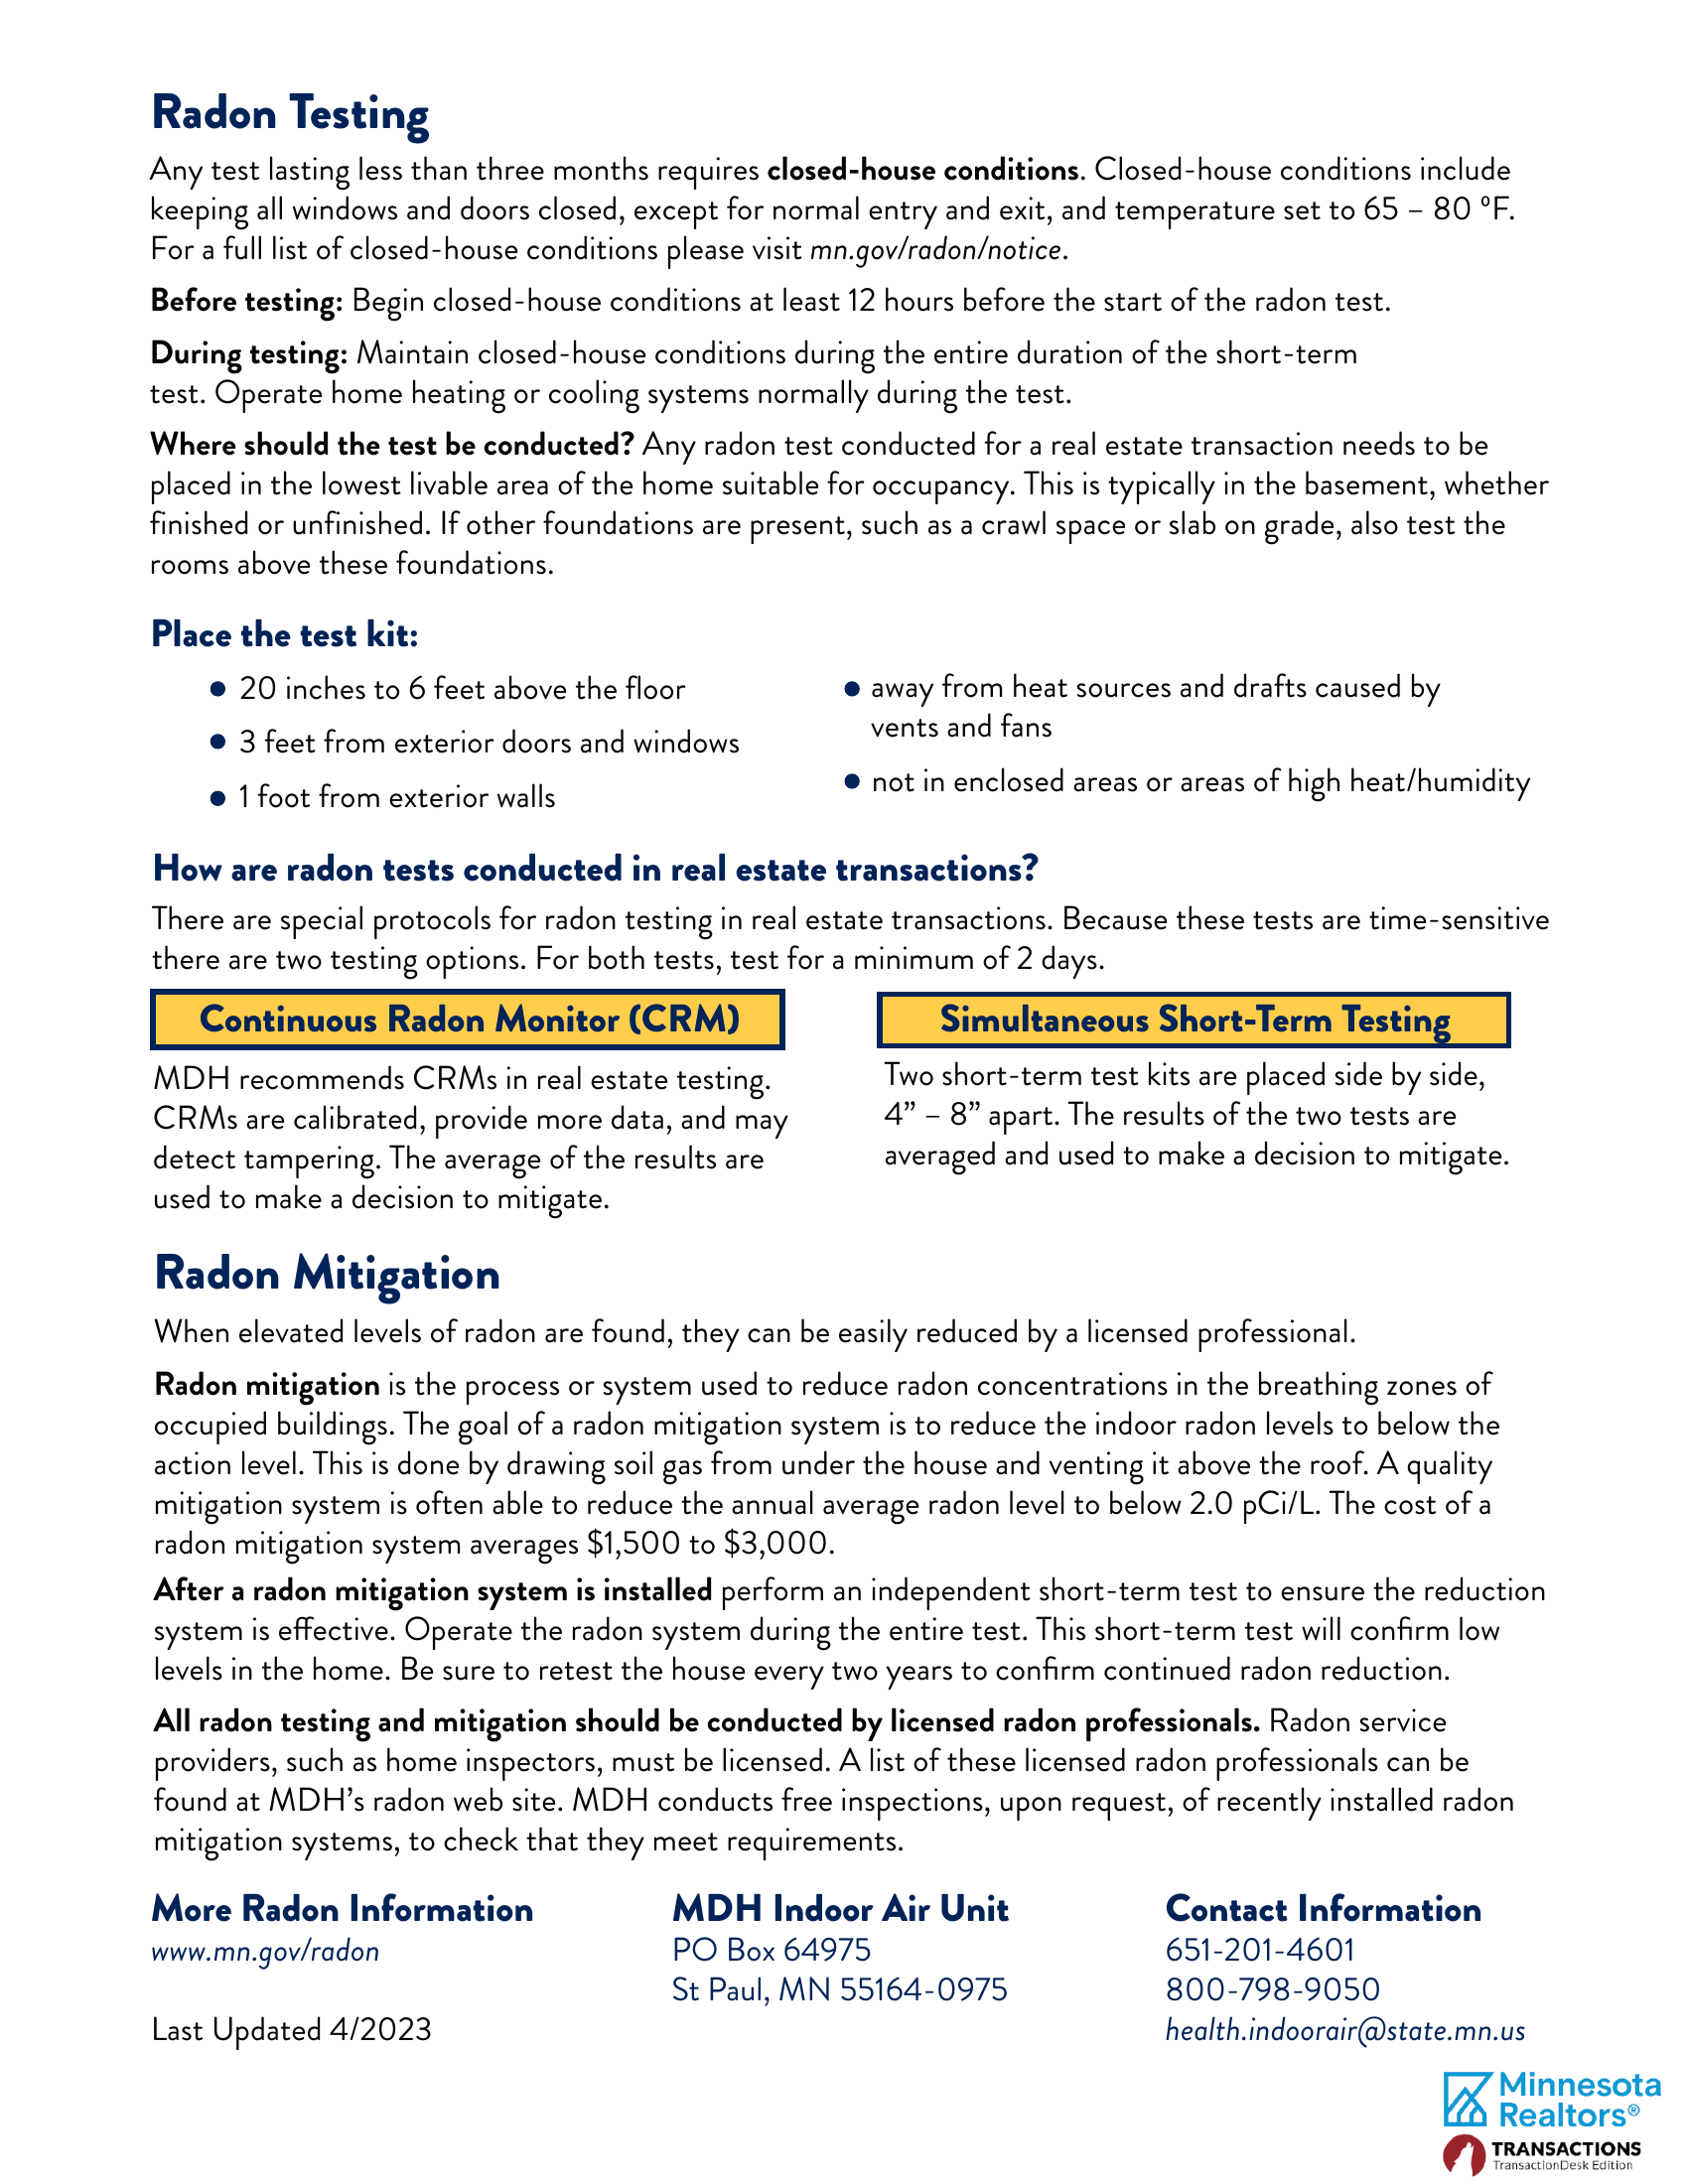 Radon Testing
Any test lasting less than three months requires closed-house conditions. Closed-house conditions include
keeping all windows and doors closed, except for normal entry and exit, and temperature set to 65 – 80 ºF.
For a full list of closed-house conditions please visit mn.gov/radon/notice.
Before testing: Begin closed-house conditions at least 12 hours before the start of the radon test.
During testing: Maintain closed-house conditions during the entire duration of the short-term
test. Operate home heating or cooling systems normally during the test.
Where should the test be conducted? Any radon test conducted for a real estate transaction needs to be
placed in the lowest livable area of the home suitable for occupancy. This is typically in the basement, whether
finished or unfinished. If other foundations are present, such as a crawl space or slab on grade, also test the
rooms above these foundations.
Place the test kit:
● 20 inches to 6 feet above the floor
● 3 feet from exterior doors and windows
● 1 foot from exterior walls
● away from heat sources and drafts caused by
vents and fans
● not in enclosed areas or areas of high heat/humidity
How are radon tests conducted in real estate transactions?
There are special protocols for radon testing in real estate transactions. Because these tests are time-sensitive
there are two testing options. For both tests, test for a minimum of 2 days.
Continuous Radon Monitor (CRM)
MDH recommends CRMs in real estate testing.
CRMs are calibrated, provide more data, and may
detect tampering. The average of the results are
used to make a decision to mitigate.
Simultaneous Short-Term Testing
Two short-term test kits are placed side by side,
4” – 8” apart. The results of the two tests are
averaged and used to make a decision to mitigate.
Radon Mitigation
When elevated levels of radon are found, they can be easily reduced by a licensed professional.
Radon mitigation is the process or system used to reduce radon concentrations in the breathing zones of
occupied buildings. The goal of a radon mitigation system is to reduce the indoor radon levels to below the
action level. This is done by drawing soil gas from under the house and venting it above the roof. A quality
mitigation system is often able to reduce the annual average radon level to below 2.0 pCi/L. The cost of a
radon mitigation system averages $1,500 to $3,000.
After a radon mitigation system is installed perform an independent short-term test to ensure the reduction
system is effective. Operate the radon system during the entire test. This short-term test will confirm low
levels in the home. Be sure to retest the house every two years to confirm continued radon reduction.
All radon testing and mitigation should be conducted by licensed radon professionals. Radon service
providers, such as home inspectors, must be licensed. A list of these licensed radon professionals can be
found at MDH’s radon web site. MDH conducts free inspections, upon request, of recently installed radon
mitigation systems, to check that they meet requirements.
More Radon Information
www.mn.gov/radon
Last Updated 4/2023
MDH Indoor Air Unit
PO Box 64975
St Paul, MN 55164-0975
Contact Information
651-201-4601
800-798-9050
health.indoorair@state.mn.us
Minnesota
Realtors®
TRANSACTIONS
TransactionDesk Edition